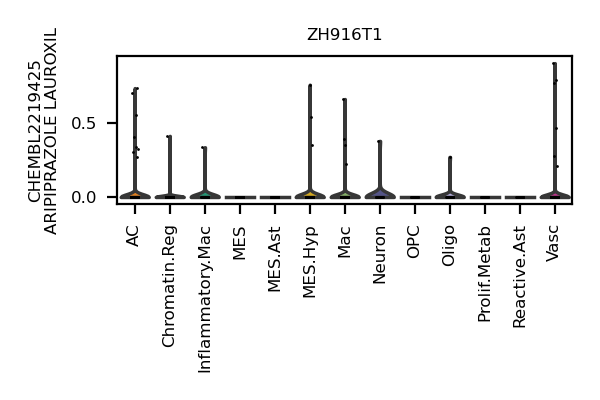 ZH916T1
CHEMBL2219425
ARIPIPRAZOLE LAUROXIL
0.5
0.0
AC
Chromatin.Reg
Inflammatory.Mac
MES
MES.Ast
MES.Hyp
Mac
Neuron
OPC
Oligo
Prolif.Metab
Reactive.Ast
Vasc